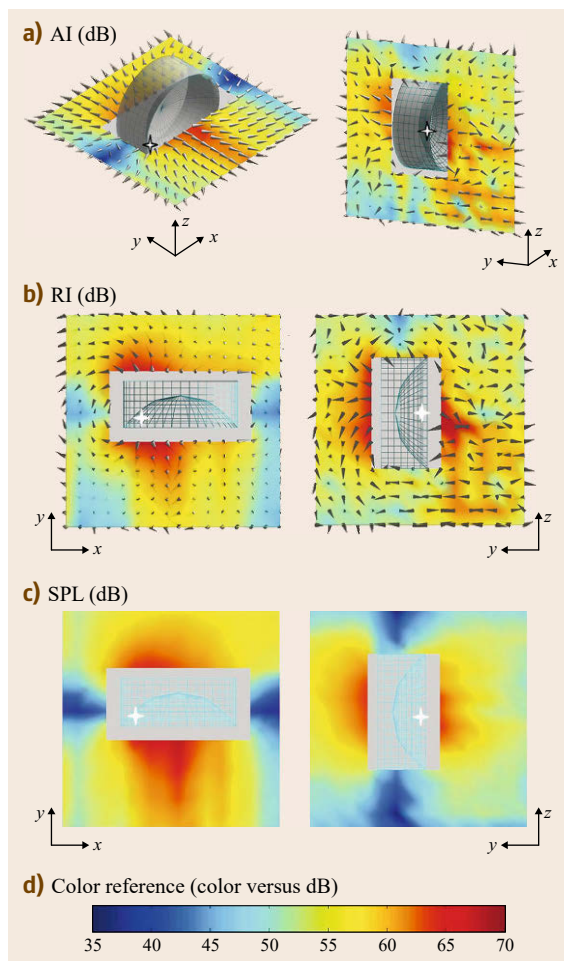 a) AI (dB)
z
y
x
z
y
x
b) RI (dB)
y
x
z
y
c) SPL (dB)
y
x
z
y
d) Color reference (color versus dB)
35 40 45 50 55 60 65 70